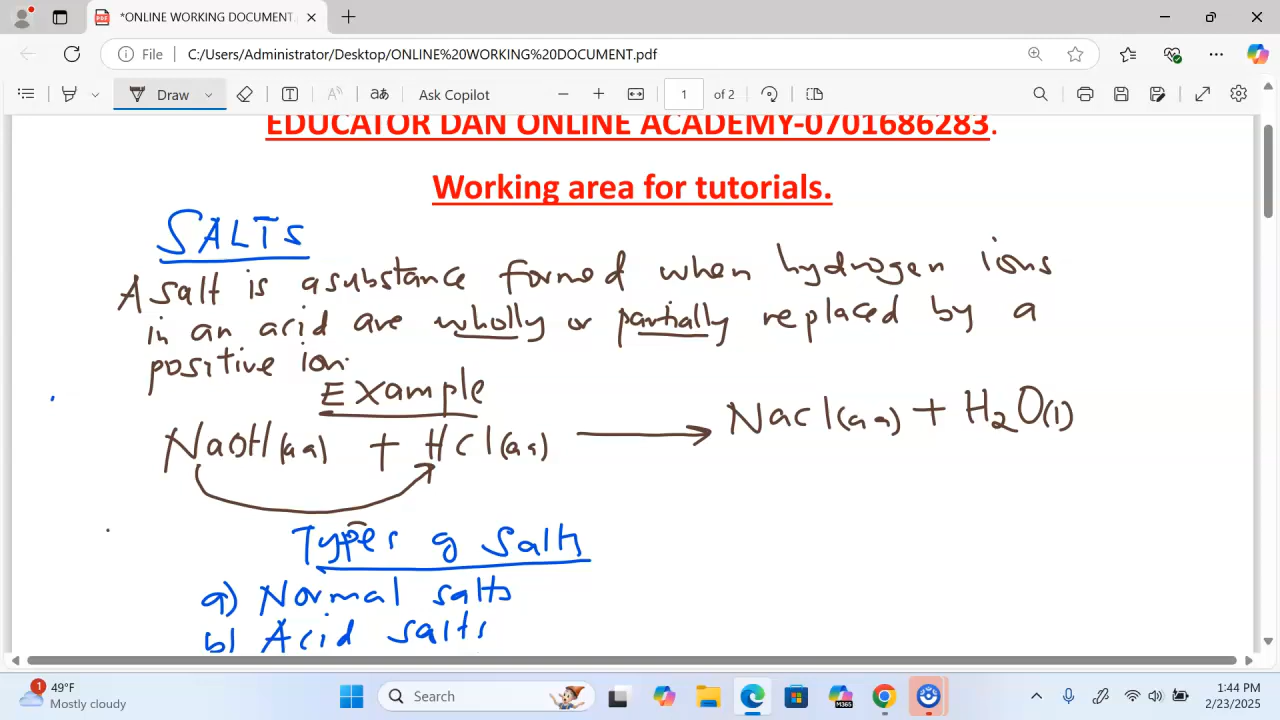 *ONLINE WORKING DOCUMENT.
File C:/Users/Administrator/Desktop/ONLINE%20WORKING%20DOCUMENT.pdf
Draw Ask Copilot 1 of 2
EDUCATOR DAN ONLINE ACADEMY-0701686283.
Working area for tutorials.
SALTS
A salt is a substance formed when hydrogen ions
in an acid are wholly or partially replaced by a
positive ion.
Example
NaOH(aq) + HCl(aq) → NaCl(aq) + H₂O(l)
Types of Salts
a) Normal salts
b) Acid salts
49°F
Mostly cloudy
1
Search
M365
1:44 PM
2/23/2025